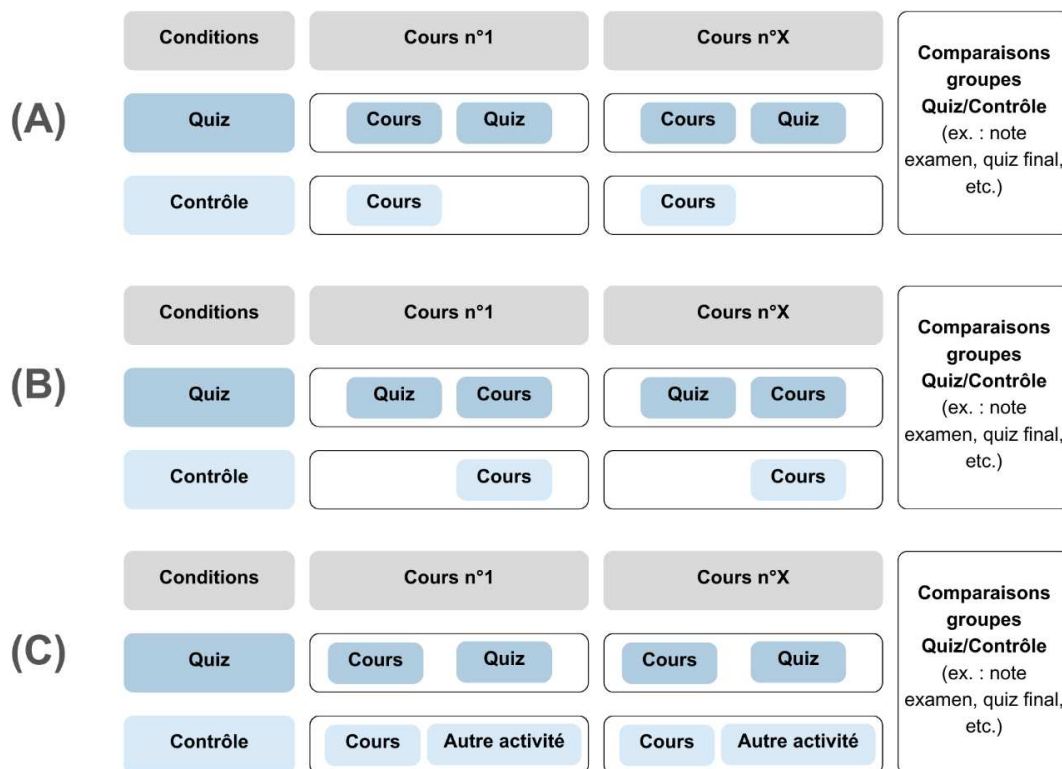 Conditions
Cours n°1
Cours n°X
Comparaisons
groupes
Quiz/Contrôle
(ex. : note
examen, quiz final,
etc.)
(A)
Quiz
Cours
Quiz
Cours
Quiz
Contrôle
Cours
Cours
Conditions
Cours n°1
Cours n°X
Comparaisons
groupes
Quiz/Contrôle
(ex. : note
examen, quiz final,
etc.)
(B)
Quiz
Quiz
Cours
Quiz
Cours
Contrôle
Cours
Cours
Conditions
Cours n°1
Cours n°X
Comparaisons
groupes
Quiz/Contrôle
(ex. : note
examen, quiz final,
etc.)
(C)
Quiz
Cours
Quiz
Cours
Quiz
Contrôle
Cours
Autre activité
Cours
Autre activité